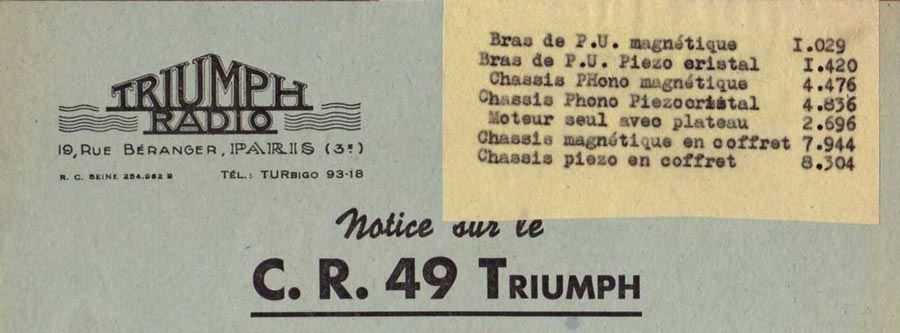 TRIUMPH
RADIO
19, RUE BÉRANGER, PARIS (3e)
R. C. SEINE 254.962 B TÉL.: TURBIGO 93-18
Bras de P.U. magnétique I.029
Bras de P.U. Piezo cristal I.420
Chassis PHono magnétique 4.476
Chassis Phono Piezocristal 4.836
Moteur seul avec plateau 2.696
Chassis magnétique en coffret 7.944
Chassis piezo en coffret 8.304
Notice sur le
C. R. 49 TRIUMPH